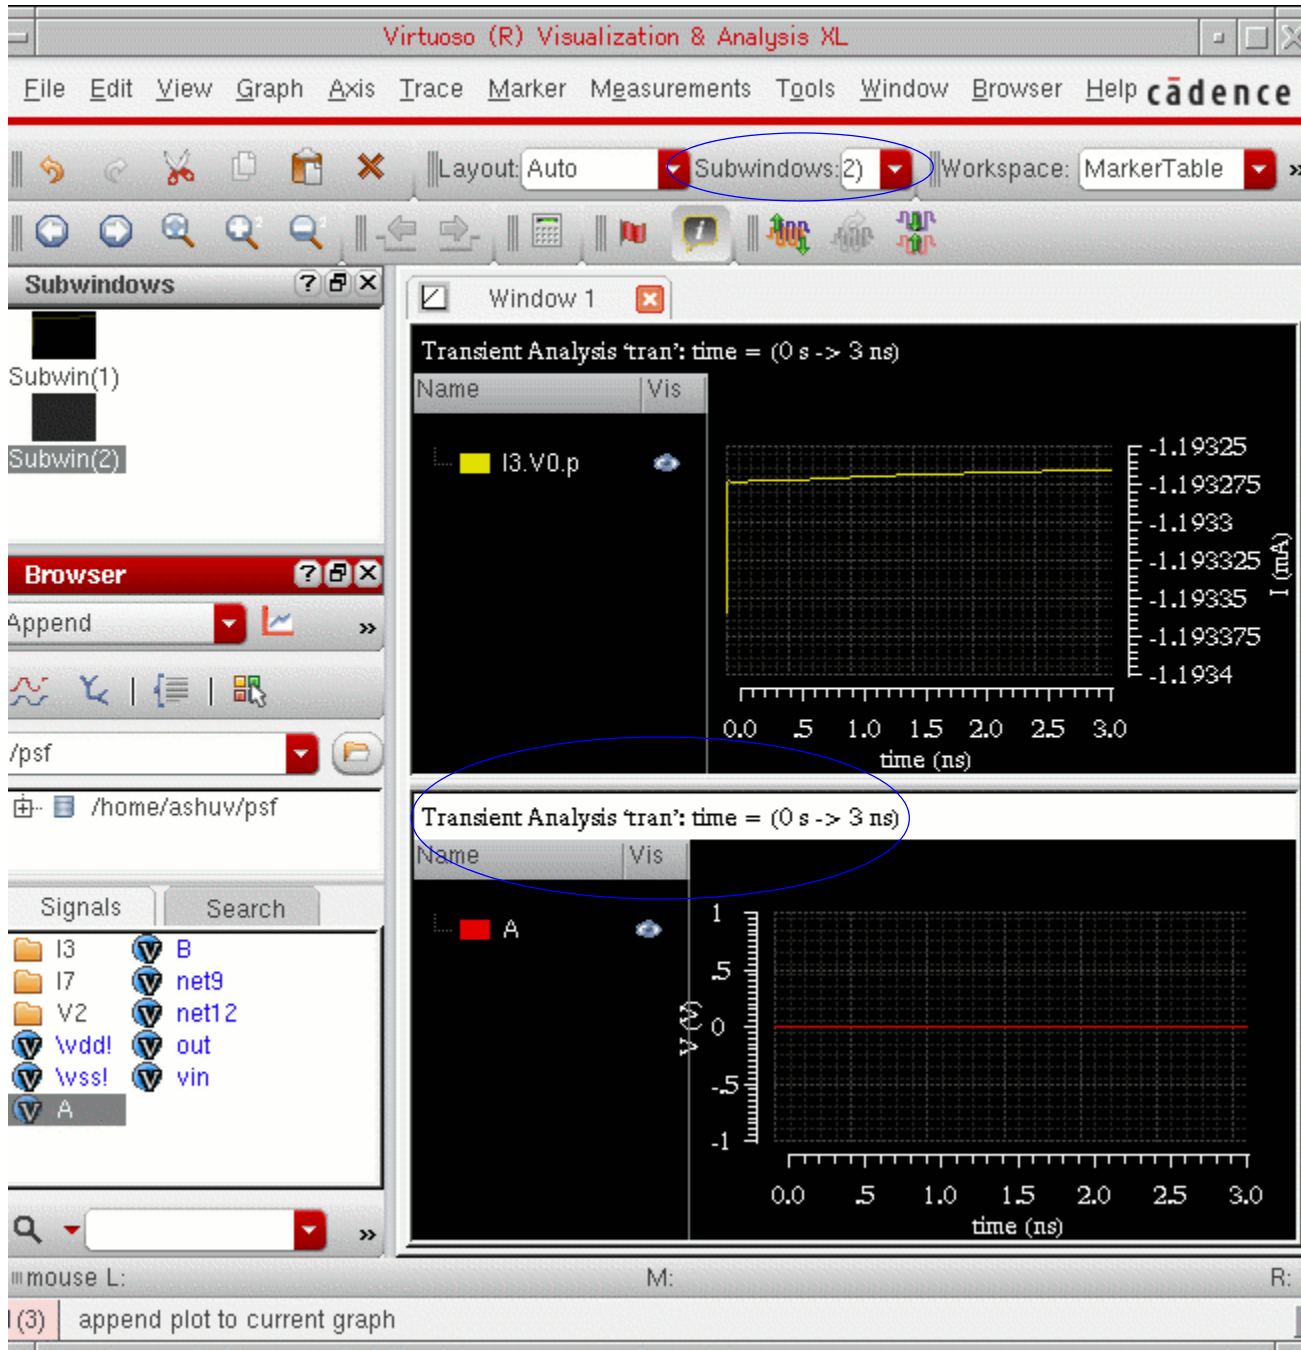 Virtuoso (R) Visualization & Analysis XL
File Edit View Graph Axis Trace Marker Measurements Tools Window Browser Help cādence
Layout: Auto Subwindows: 2) Workspace: MarkerTable »
Subwindows
Subwin(1)
Subwin(2)
Browser
Append »
/psf
/home/ashuv/psf
Signals Search
I3 B
I7 net9
V2 net12
\vdd! out
\vss! vin
A
»
Window 1
Transient Analysis ‘tran’: time = (0 s -> 3 ns)
Name Vis
I3.V0.p
-1.19325
-1.193275
-1.1933
-1.193325
-1.19335
-1.193375
-1.1934
I (mA)
0.0 .5 1.0 1.5 2.0 2.5 3.0
time (ns)
Transient Analysis ‘tran’: time = (0 s -> 3 ns)
Name Vis
A
1
.5
0
-.5
-1
V (V)
0.0 .5 1.0 1.5 2.0 2.5 3.0
time (ns)
mouse L: M: R:
(3) append plot to current graph